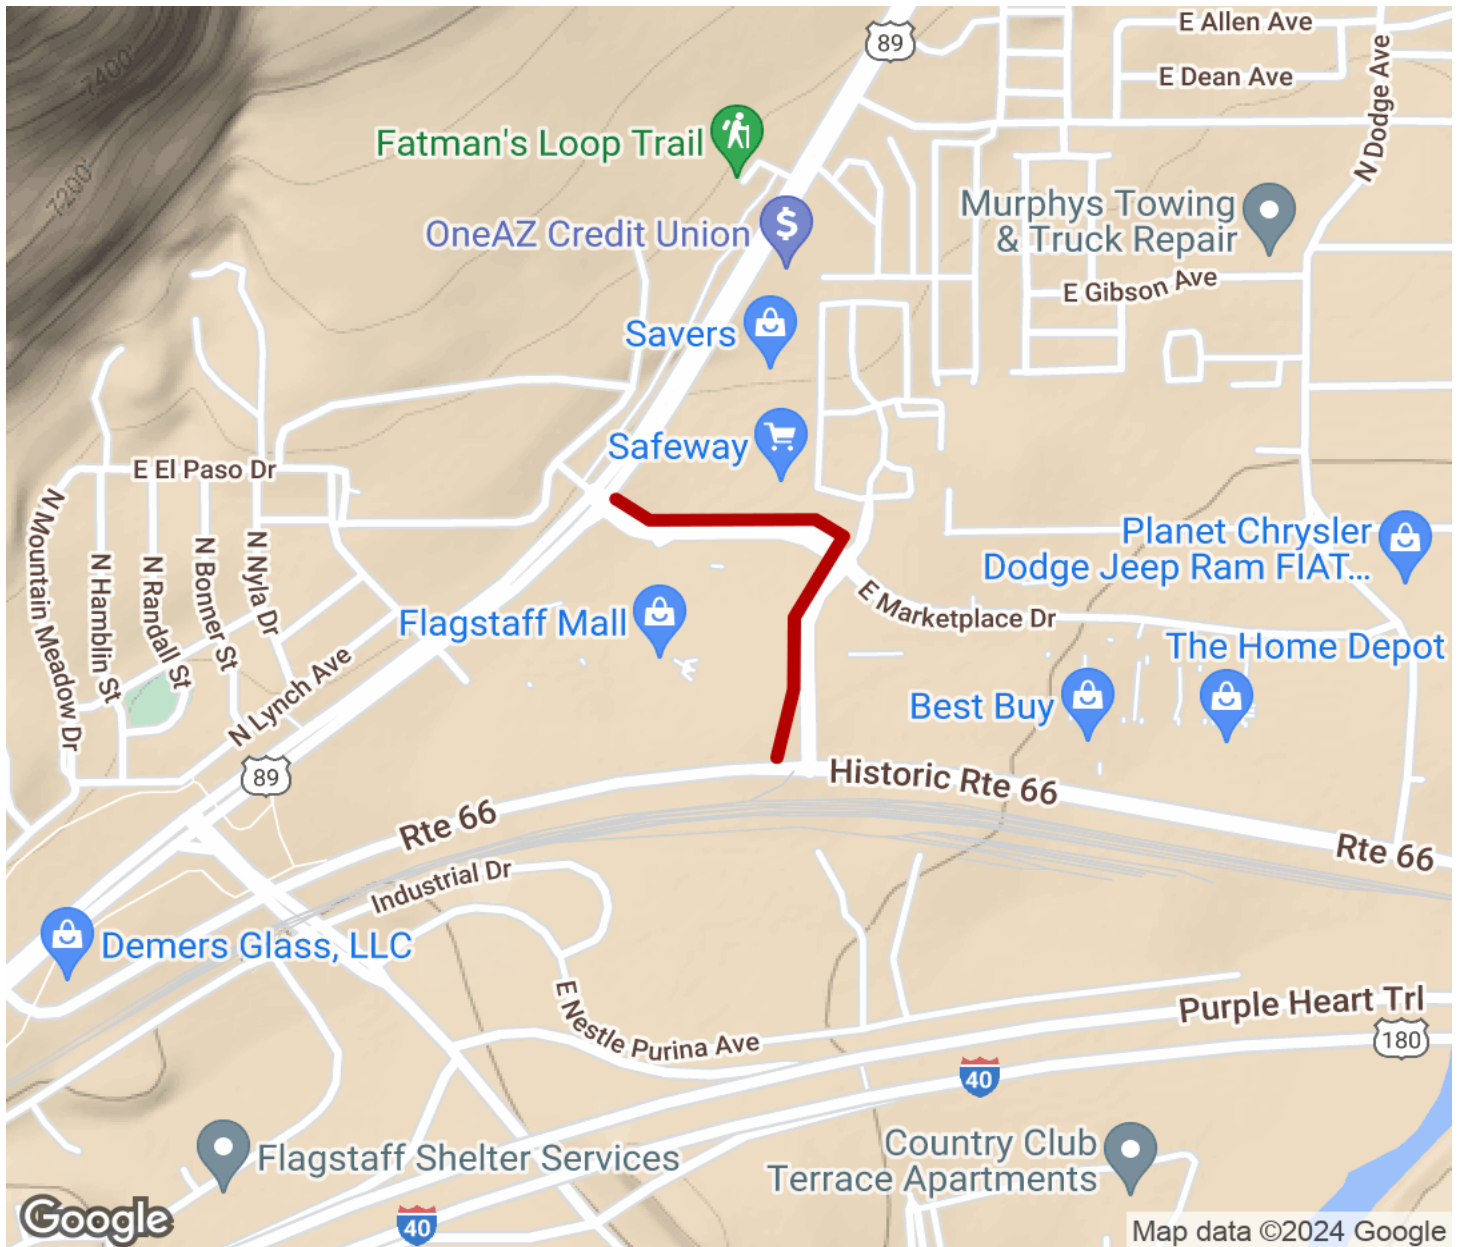 89
E Allen Ave
E Dean Ave
N Dodge Ave
7400'
7200'
Fatman's Loop Trail
OneAZ Credit Union
$
Murphys Towing
& Truck Repair
E Gibson Ave
Savers
Safeway
E El Paso Dr
N Mountain Meadow Dr
N Hamblin St
N Randall St
N Bonner St
N Nyla Dr
N Lynch Ave
Planet Chrysler
Dodge Jeep Ram FIAT...
Flagstaff Mall
E Marketplace Dr
The Home Depot
Best Buy
89
Historic Rte 66
Rte 66
Rte 66
Industrial Dr
Demers Glass, LLC
E Nestle Purina Ave
Purple Heart Trl
180
40
Flagstaff Shelter Services
Country Club
Terrace Apartments
40
Google
Map data ©2024 Google